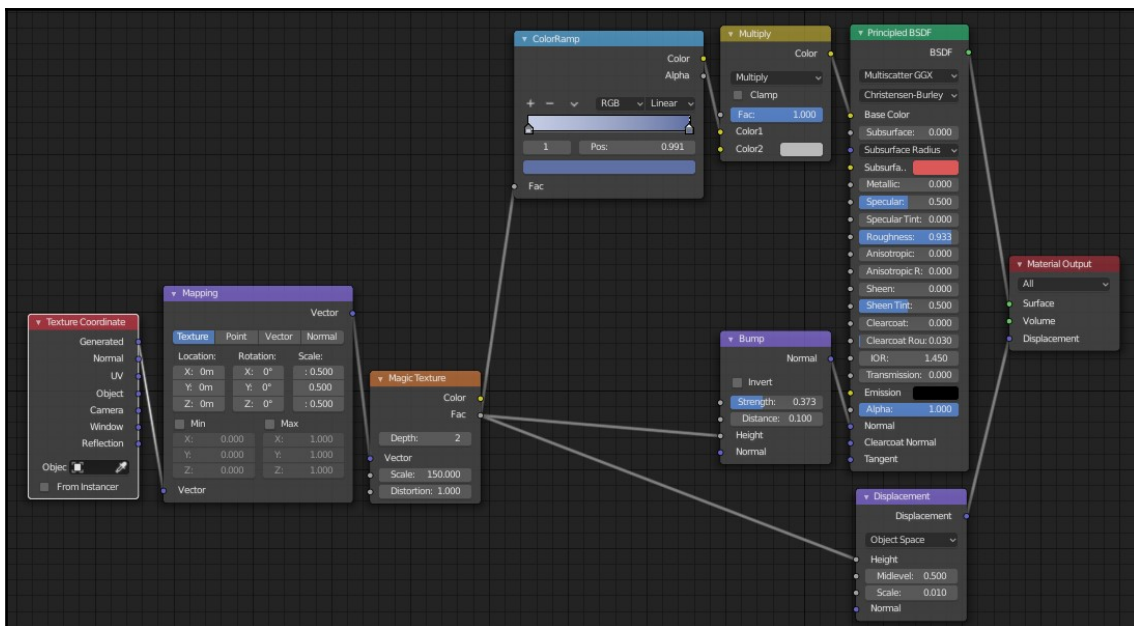 Texture Coordinate
Generated
Normal
UV
Object
Camera
Window
Reflection
Objec
From Instancer
Mapping
Vector
Texture Point Vector Normal
Location: Rotation: Scale:
X: 0m X: 0° : 0.500
Y: 0m Y: 0° 0.500
Z: 0m Z: 0° : 0.500
Min Max
X: 0.000 X: 1.000
Y: 0.000 Y: 1.000
Z: 0.000 Z: 1.000
Vector
Magic Texture
Color
Fac
Depth: 2
Vector
Scale: 150.000
Distortion: 1.000
ColorRamp
Color
Alpha
+ − RGB Linear
1 Pos: 0.991
Fac
Multiply
Color
Multiply
Clamp
Fac: 1.000
Color1
Color2
Bump
Normal
Invert
Strength: 0.373
Distance: 0.100
Height
Normal
Principled BSDF
BSDF
Multiscatter GGX
Christensen-Burley
Base Color
Subsurface: 0.000
Subsurface Radius
Subsurfa..
Metallic: 0.000
Specular: 0.500
Specular Tint: 0.000
Roughness: 0.933
Anisotropic: 0.000
Anisotropic R: 0.000
Sheen: 0.000
Sheen Tint: 0.500
Clearcoat: 0.000
Clearcoat Rou: 0.030
IOR: 1.450
Transmission: 0.000
Emission
Alpha: 1.000
Normal
Clearcoat Normal
Tangent
Displacement
Displacement
Object Space
Height
Midlevel: 0.500
Scale: 0.010
Normal
Material Output
All
Surface
Volume
Displacement